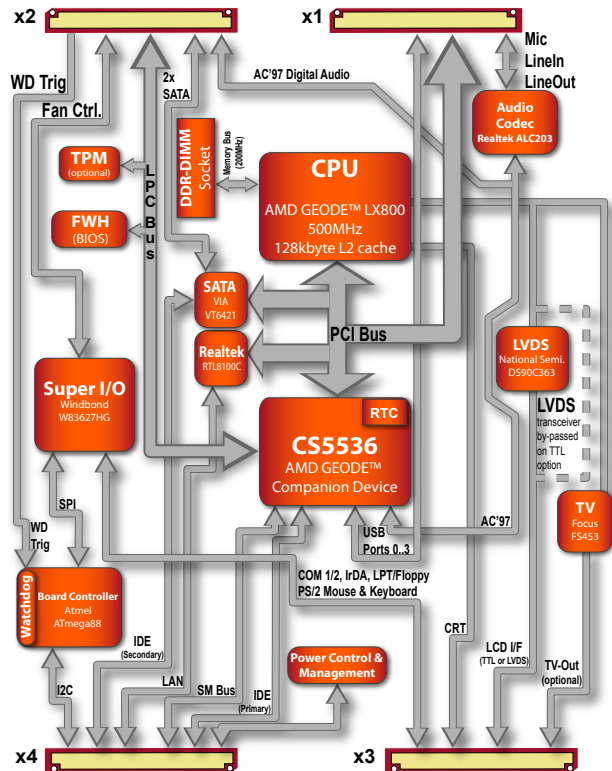 x2
x1
Mic
LineIn
LineOut
WD Trig
Fan Ctrl.
2x
SATA
AC'97 Digital Audio
Audio
Codec
Realtek ALC203
TPM
(optional)
LPC Bus
DDR-DIMM
Socket
Memory Bus
(200MHz)
CPU
AMD GEODE™ LX800
500MHz
128kbyte L2 cache
FWH
(BIOS)
SATA
VIA
VT6421
PCI Bus
Realtek
RTL8100C
LVDS
National Semi.
DS90C363
Super I/O
Windbond
W83627HG
RTC
CS5536
AMD GEODE™
Companion Device
LVDS
transceiver
by-passed
on TTL
option
SPI
TV
Focus
FS453
WD
Trig
USB
Ports 0..3
AC'97
Watchdog
Board Controller
Atmel
ATmega88
COM 1/2, IrDA, LPT/Floppy
PS/2 Mouse & Keyboard
IDE
(Secondary)
Power Control &
Management
CRT
LCD I/F
(TTL or LVDS)
TV-Out
(optional)
I2C
LAN
SM Bus
IDE
(Primary)
x4
x3